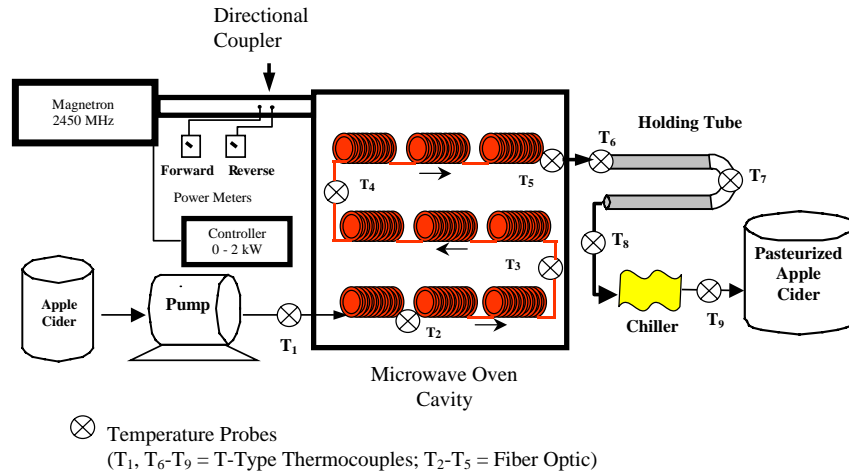 Directional
Coupler
Magnetron
2450 MHz
Forward
Reverse
Power Meters
Controller
0 - 2 kW
Apple
Cider
Pump
T1
T2
T3
T4
T5
T6
Holding Tube
T7
T8
Chiller
T9
Pasteurized
Apple
Cider
Microwave Oven
Cavity
Temperature Probes
(T1, T6-T9 = T-Type Thermocouples; T2-T5 = Fiber Optic)